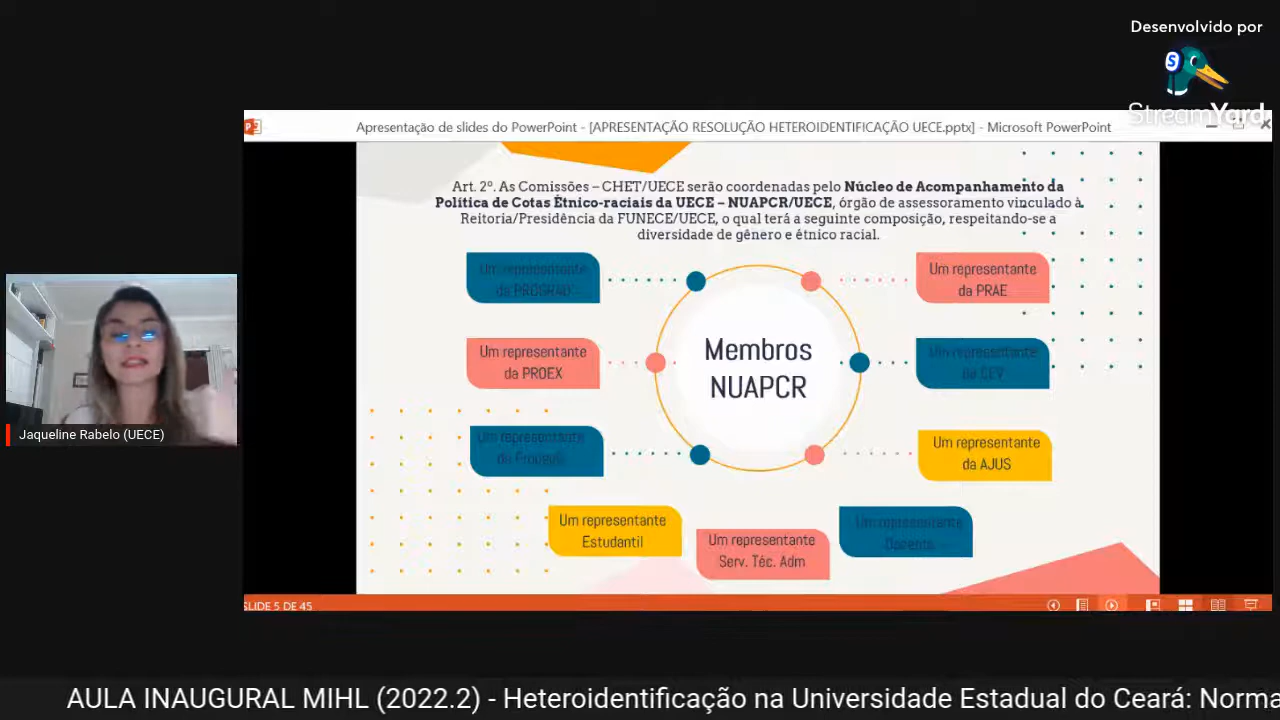 Desenvolvido por
StreamYard
Apresentação de slides do PowerPoint - [APRESENTAÇÃO RESOLUÇÃO HETEROIDENTIFICAÇÃO UECE.pptx] - Microsoft PowerPoint
Art. 2º. As Comissões – CHET/UECE serão coordenadas pelo Núcleo de Acompanhamento da
Política de Cotas Étnico-raciais da UECE – NUAPCR/UECE, órgão de assessoramento vinculado à
Reitoria/Presidência da FUNECE/UECE, o qual terá a seguinte composição, respeitando-se a
diversidade de gênero e étnico racial.
Um representante
da PROGRAD
Um representante
da PRAE
Membros
NUAPCR
Um representante
da PROEX
Um representante
da CEV
Um representante
da
Um representante
da AJUS
Um representante
Estudantil
Um representante
Serv. Téc. Adm
Um representante
Docente
SLIDE 5 DE 45
Jaqueline Rabelo (UECE)
AULA INAUGURAL MIHL (2022.2) - Heteroidentificação na Universidade Estadual do Ceará: Norma